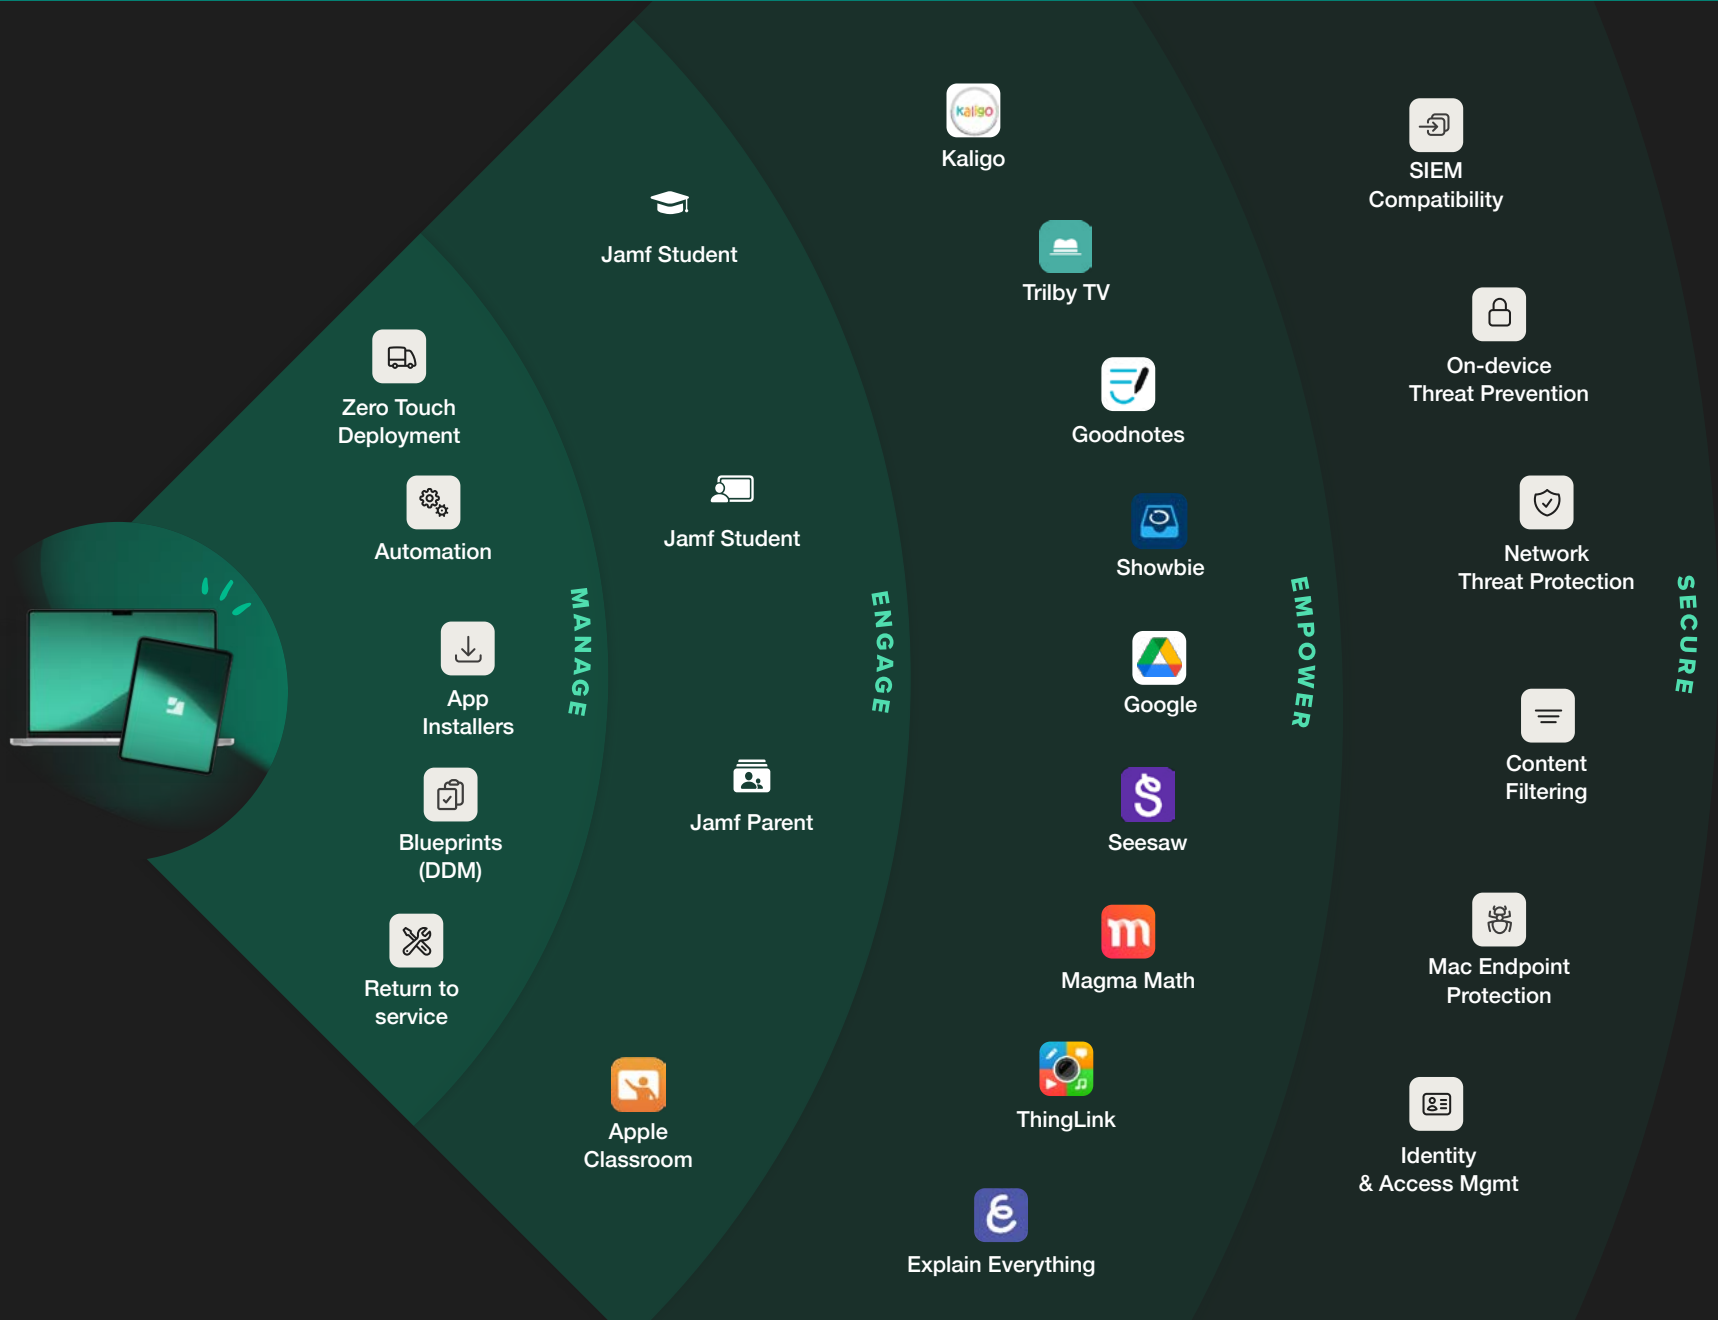 Zero Touch
Deployment
Automation
App
Installers
Blueprints
(DDM)
Return to
service
MANAGE
Jamf Student
Jamf Student
Jamf Parent
Apple
Classroom
ENGAGE
Kaligo
Kaligo
Trilby TV
Goodnotes
Showbie
Google
Seesaw
m
Magma Math
ThingLink
Explain Everything
EMPOWER
SIEM
Compatibility
On-device
Threat Prevention
Network
Threat Protection
Content
Filtering
Mac Endpoint
Protection
Identity
& Access Mgmt
SECURE